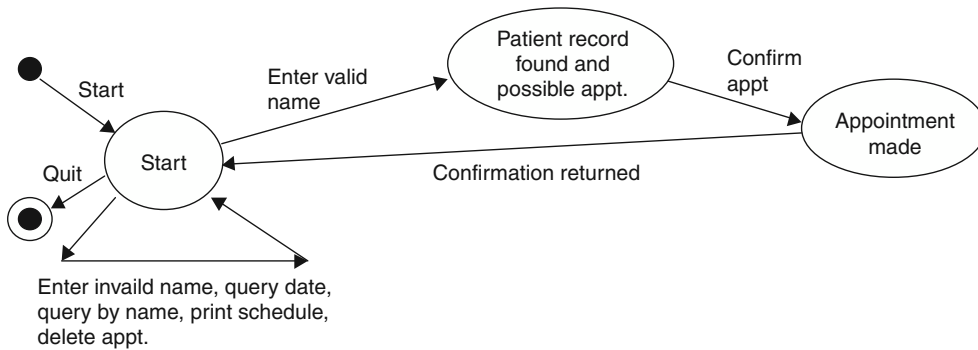 Patient record
found and
possible appt.
Confirm
appt
Enter valid
name
Start
Appointment
made
Start
Quit
Confirmation returned
Enter invaild name, query date,
query by name, print schedule,
delete appt.